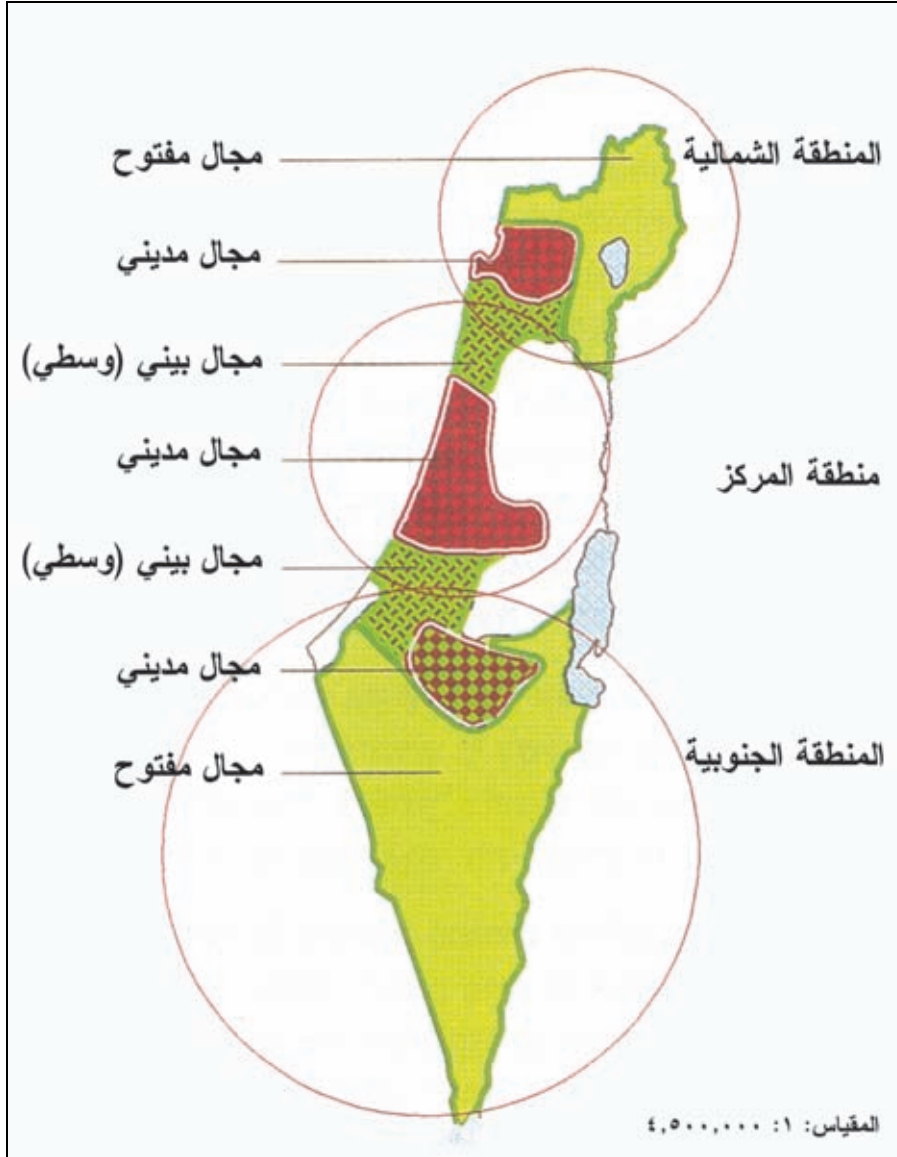 المنطقة الشمالية
مجال مفتوح
مجال مديني
مجال بيني (وسطي)
مجال مديني
منطقة المركز
مجال بيني (وسطي)
مجال مديني
المنطقة الجنوبية
مجال مفتوح
المقياس: ١: ٤,٥٠٠,٠٠٠